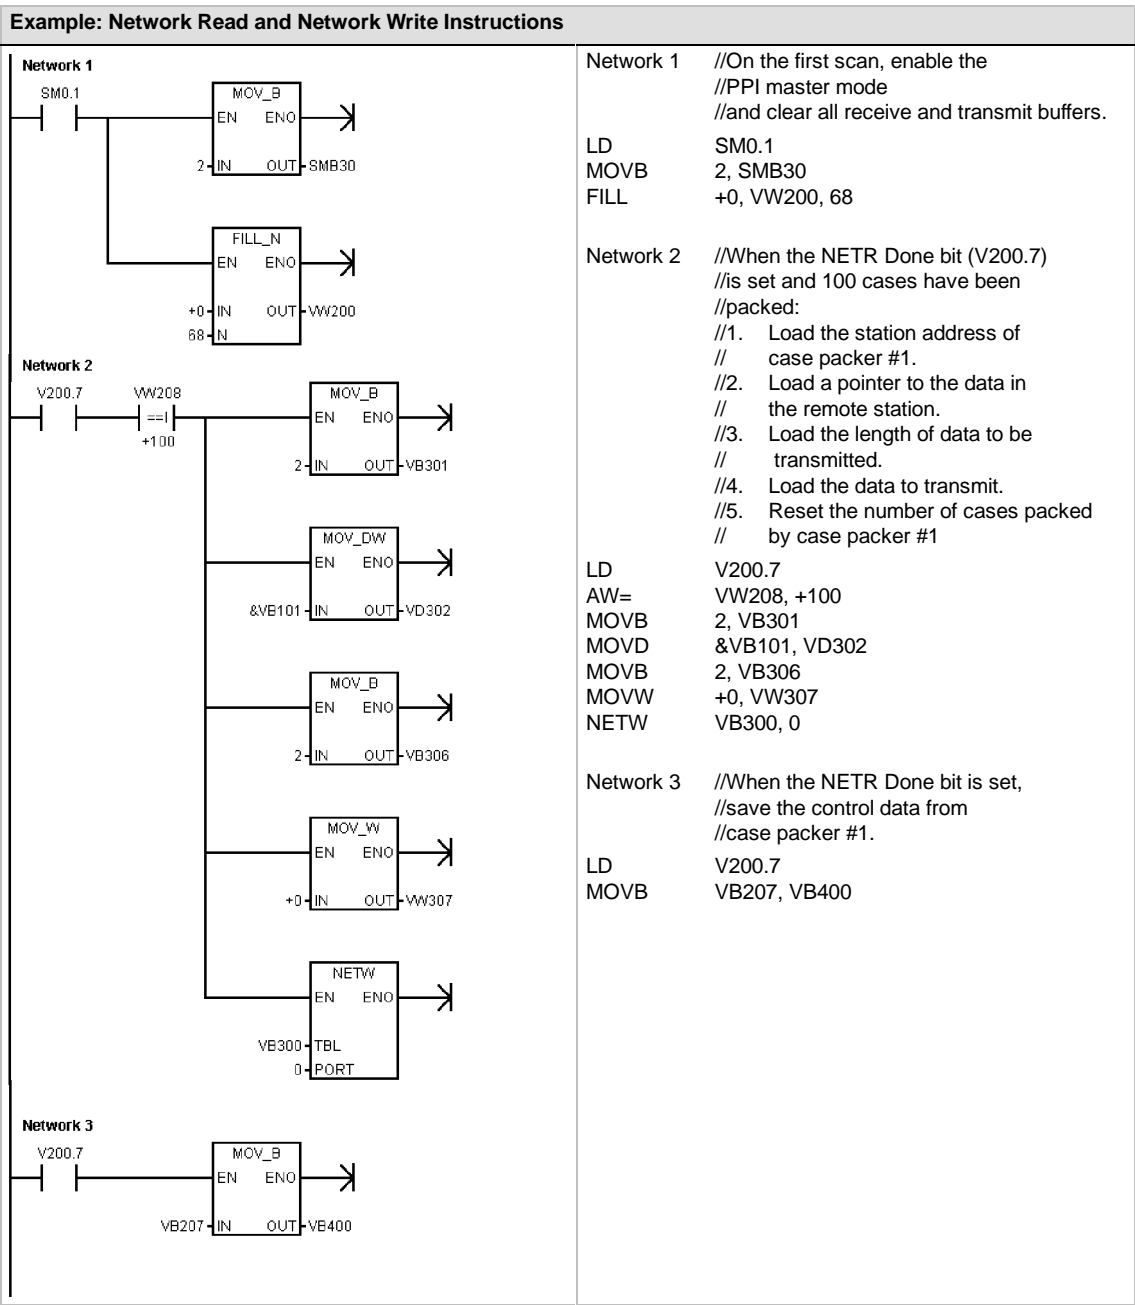 Example: Network Read and Network Write Instructions
Network 1
SM0.1
MOV_B
EN ENO
2 IN OUT SMB30
FILL_N
EN ENO
+0 IN OUT VW200
68 N
Network 2
V200.7 VW208
==I
+100
MOV_B
EN ENO
2 IN OUT VB301
MOV_DW
EN ENO
&VB101 IN OUT VD302
MOV_B
EN ENO
2 IN OUT VB306
MOV_W
EN ENO
+0 IN OUT VW307
NETW
EN ENO
VB300 TBL
0 PORT
Network 3
V200.7
MOV_B
EN ENO
VB207 IN OUT VB400
Network 1 //On the first scan, enable the
//PPI master mode
//and clear all receive and transmit buffers.
LD SM0.1
MOVB 2, SMB30
FILL +0, VW200, 68
Network 2 //When the NETR Done bit (V200.7)
//is set and 100 cases have been
//packed:
//1. Load the station address of
// case packer #1.
//2. Load a pointer to the data in
// the remote station.
//3. Load the length of data to be
// transmitted.
//4. Load the data to transmit.
//5. Reset the number of cases packed
// by case packer #1
LD V200.7
AW= VW208, +100
MOVB 2, VB301
MOVD &VB101, VD302
MOVB 2, VB306
MOVW +0, VW307
NETW VB300, 0
Network 3 //When the NETR Done bit is set,
//save the control data from
//case packer #1.
LD V200.7
MOVB VB207, VB400